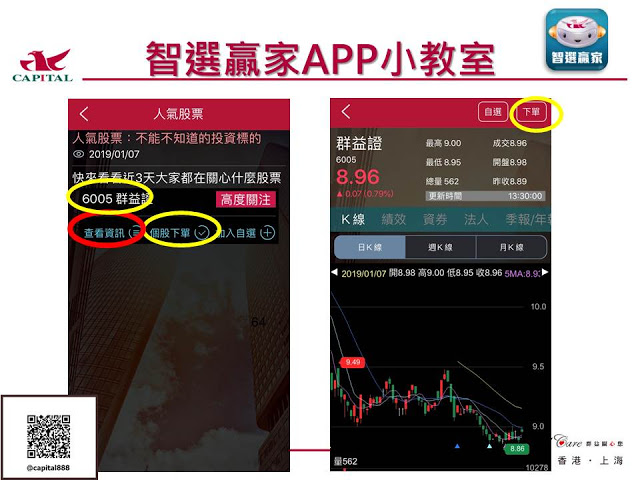 CAPITAL
智選贏家APP小教室
智選贏家
人氣股票
人氣股票：不能不知道的投資標的
2019/01/07
快來看看近3天大家都在關心什麼股票
6005 群益證
高度關注
查看資訊
個股下單
加入自選
64
@capital888
自選
下單
群益證
6005
8.96
▲0.07 (0.79%)
最高 9.00
成交8.96
最低 8.95
開盤8.98
總量 562
昨收8.89
更新時間
13:30:00
K 線
績效
資券
法人
季報/年報
日K 線
週K 線
月K 線
2019/01/07 開8.98 高9.00 低8.95 收8.96 5MA:8.9
10.0
9.5
9.49
9.0
8.86
量562
10278
Care 群益關心您
香港・上海